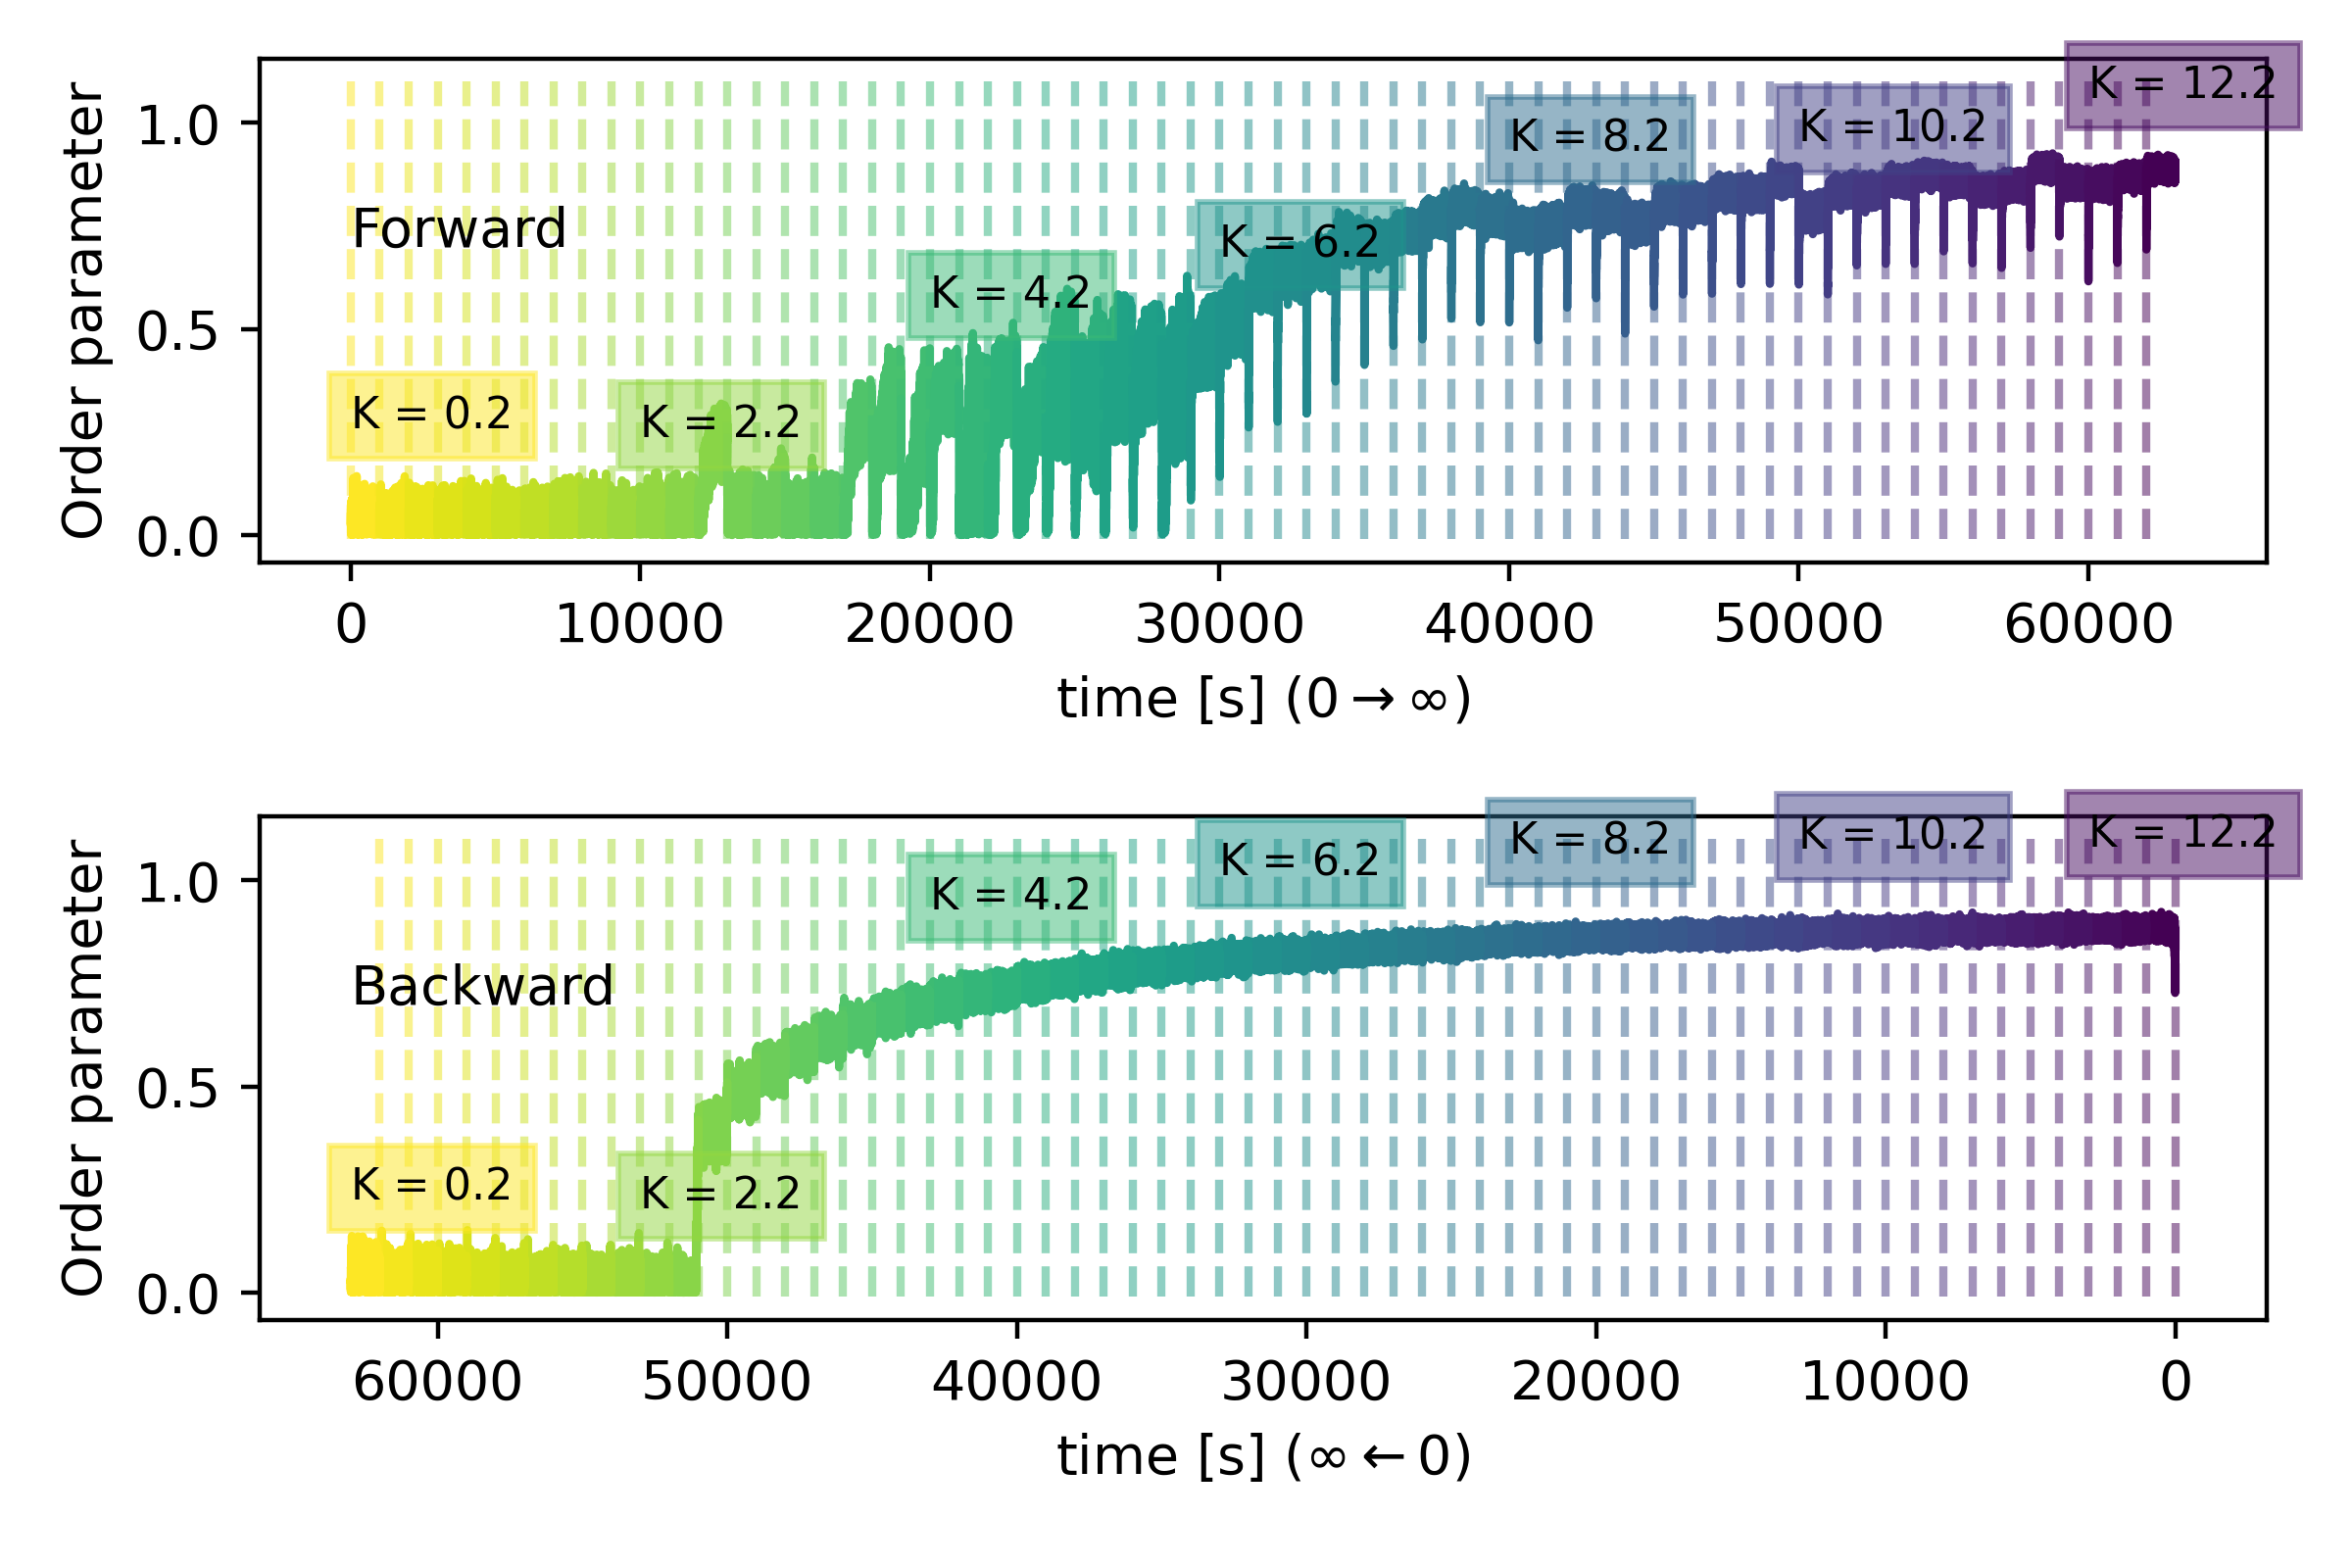 Order parameter
1.0
0.5
0.0
Forward
K = 0.2
K = 2.2
K = 4.2
K = 6.2
K = 8.2
K = 10.2
K = 12.2
0 10000 20000 30000 40000 50000 60000
time [s] (0 → ∞)
Order parameter
1.0
0.5
0.0
Backward
K = 0.2
K = 2.2
K = 4.2
K = 6.2
K = 8.2
K = 10.2
K = 12.2
60000 50000 40000 30000 20000 10000 0
time [s] (∞ ← 0)